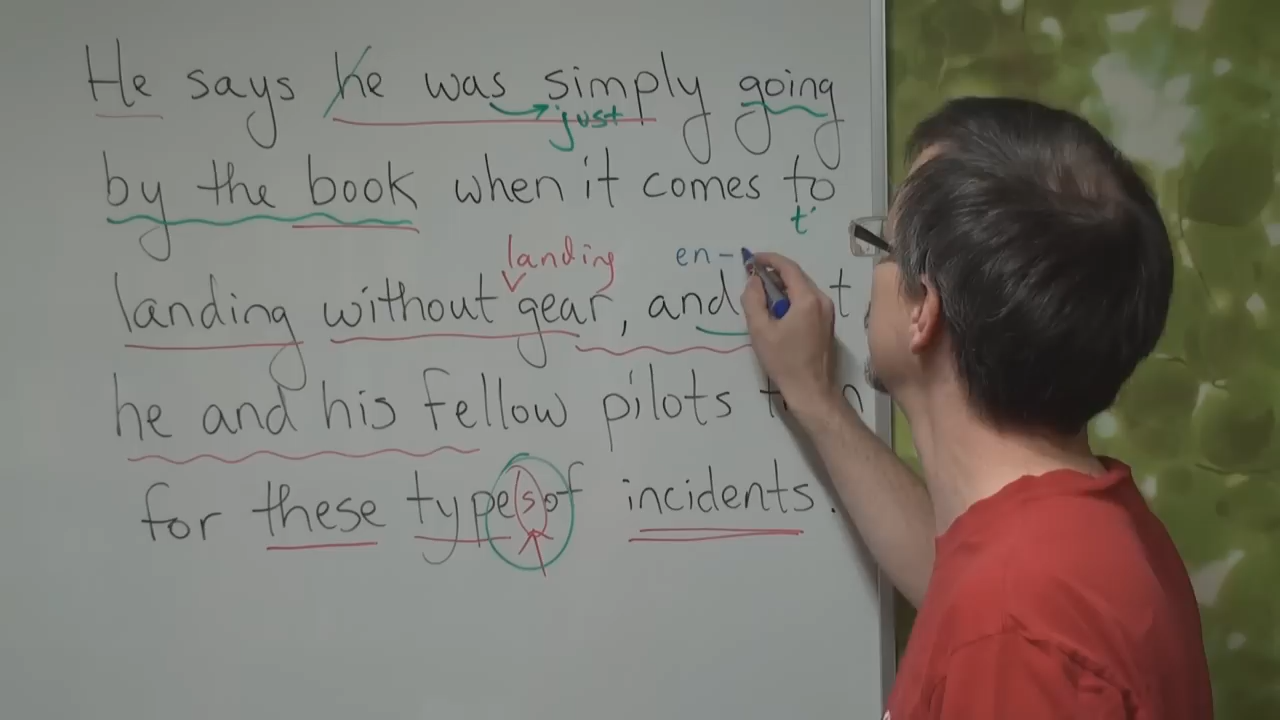 He says he was simply going
just
by the book when it comes to
t'
landing en-
landing without gear, and
he and his fellow pilots
for these types of incidents.